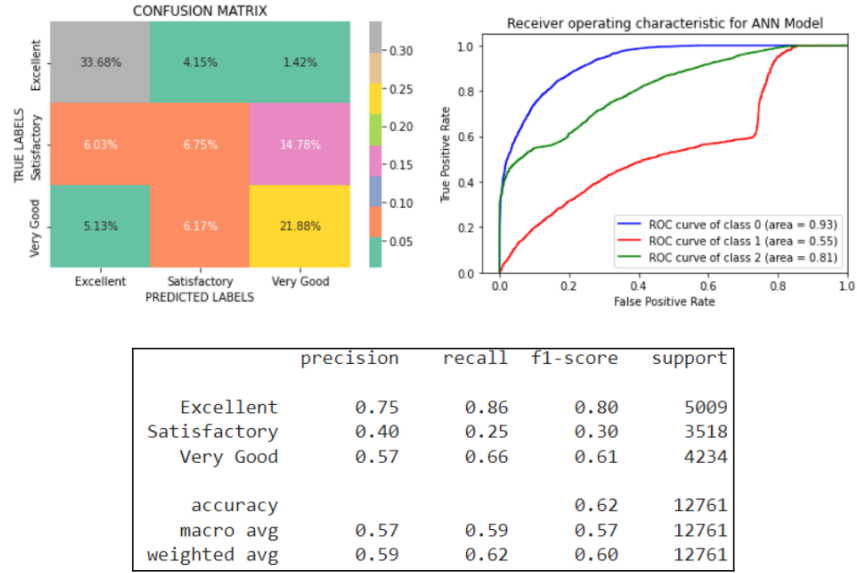 CONFUSION MATRIX
TRUE LABELS
Excellent
Satisfactory
Very Good
33.68% 4.15% 1.42%
6.03% 6.75% 14.78%
5.13% 6.17% 21.88%
Excellent Satisfactory Very Good
PREDICTED LABELS
0.30
0.25
0.20
0.15
0.10
0.05
Receiver operating characteristic for ANN Model
True Positive Rate
1.0
0.8
0.6
0.4
0.2
0.0
ROC curve of class 0 (area = 0.93)
ROC curve of class 1 (area = 0.55)
ROC curve of class 2 (area = 0.81)
0.0 0.2 0.4 0.6 0.8 1.0
False Positive Rate
precision recall f1-score support
Excellent 0.75 0.86 0.80 5009
Satisfactory 0.40 0.25 0.30 3518
Very Good 0.57 0.66 0.61 4234
accuracy 0.62 12761
macro avg 0.57 0.59 0.57 12761
weighted avg 0.59 0.62 0.60 12761